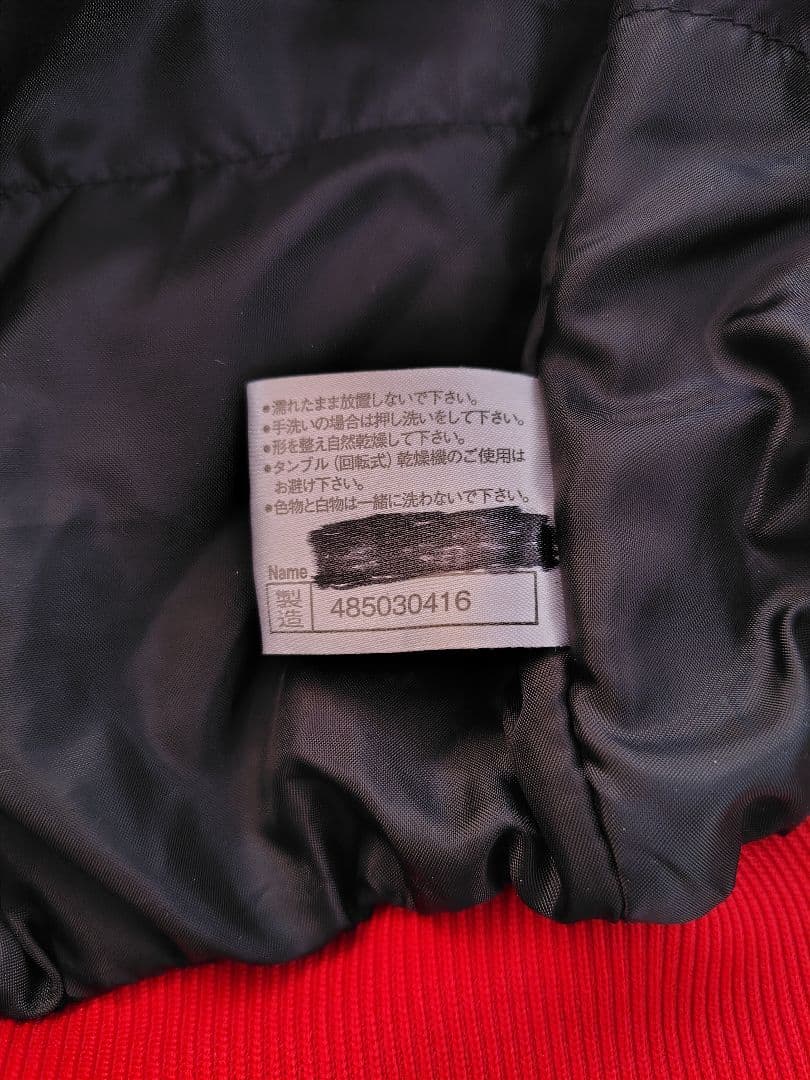 ●濡れたまま放置しないで下さい。
●手洗いの場合は押し洗いをして下さい。
●形を整え自然乾燥して下さい。
●タンブル（回転式）乾燥機のご使用は
お避け下さい。
●色物と白物は一緒に洗わないで下さい。
Name
製造 485030416